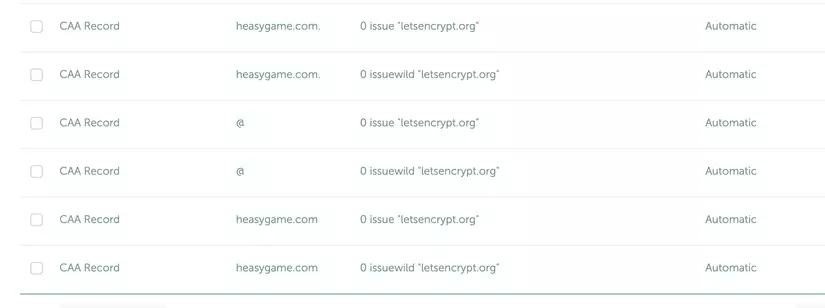 CAA Record heasygame.com. 0 issue "letsencrypt.org" Automatic
CAA Record heasygame.com. 0 issuewild "letsencrypt.org" Automatic
CAA Record @ 0 issue "letsencrypt.org" Automatic
CAA Record @ 0 issuewild "letsencrypt.org" Automatic
CAA Record heasygame.com 0 issue "letsencrypt.org" Automatic
CAA Record heasygame.com 0 issuewild "letsencrypt.org" Automatic